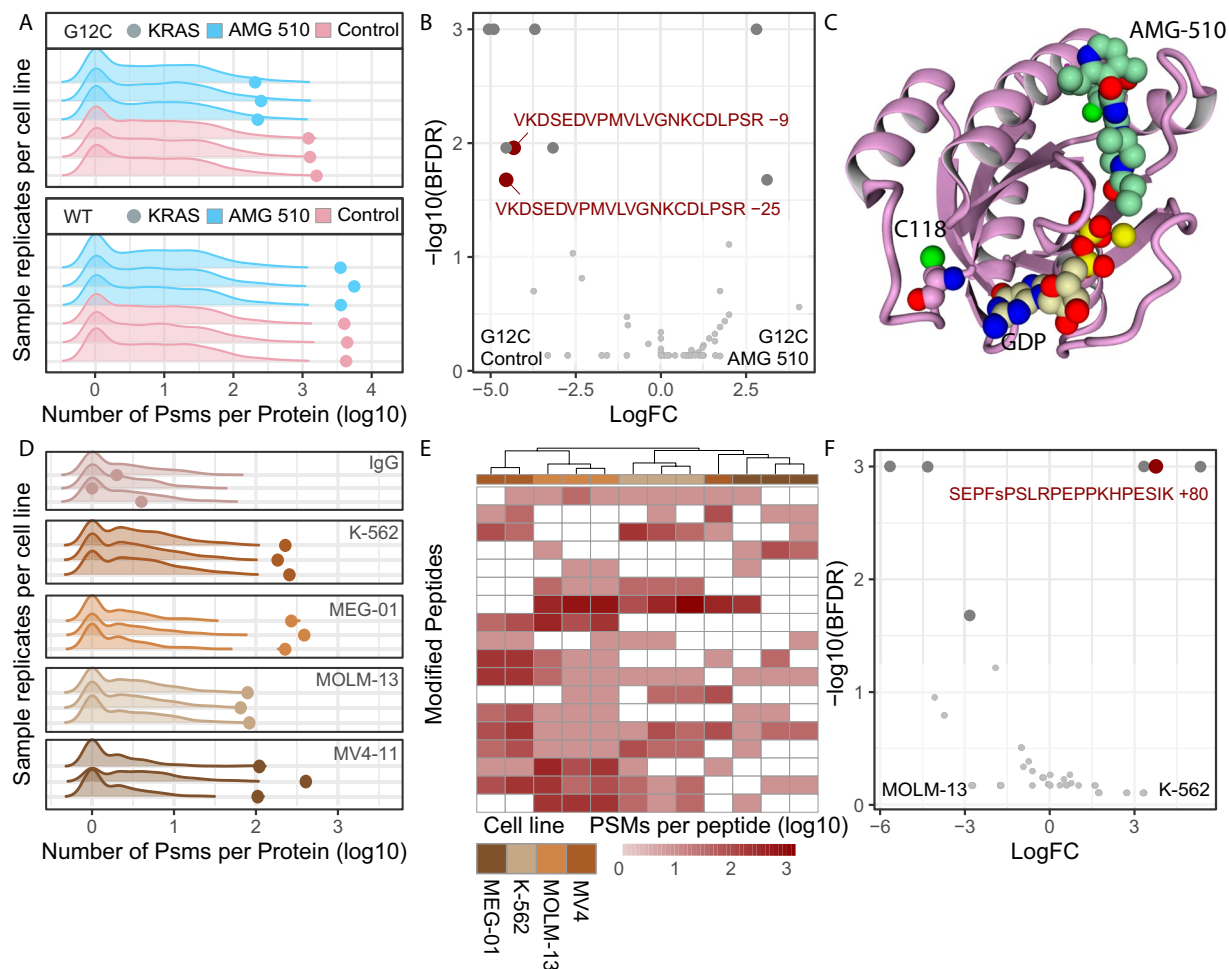 A
G12C KRAS AMG 510 Control
WT KRAS AMG 510 Control
Sample replicates per cell line
0 1 2 3 4
Number of Psms per Protein (log10)
B
3
2
1
0
−log10(BFDR)
VKDSEDVPMVLVGNKCDLPSR −9
VKDSEDVPMVLVGNKCDLPSR −25
G12C
Control
G12C
AMG 510
−5.0 −2.5 0.0 2.5
LogFC
C
AMG-510
C118
GDP
D
IgG
K-562
MEG-01
MOLM-13
MV4-11
Sample replicates per cell line
0 1 2 3
Number of Psms per Protein (log10)
E
Modified Peptides
Cell line
MEG-01
K-562
MOLM-13
MV4
PSMs per peptide (log10)
0 1 2 3
F
3
2
1
0
−log10(BFDR)
SEPFsPSLRPEPPKHPESIK +80
MOLM-13 K-562
−6 −3 0 3
LogFC